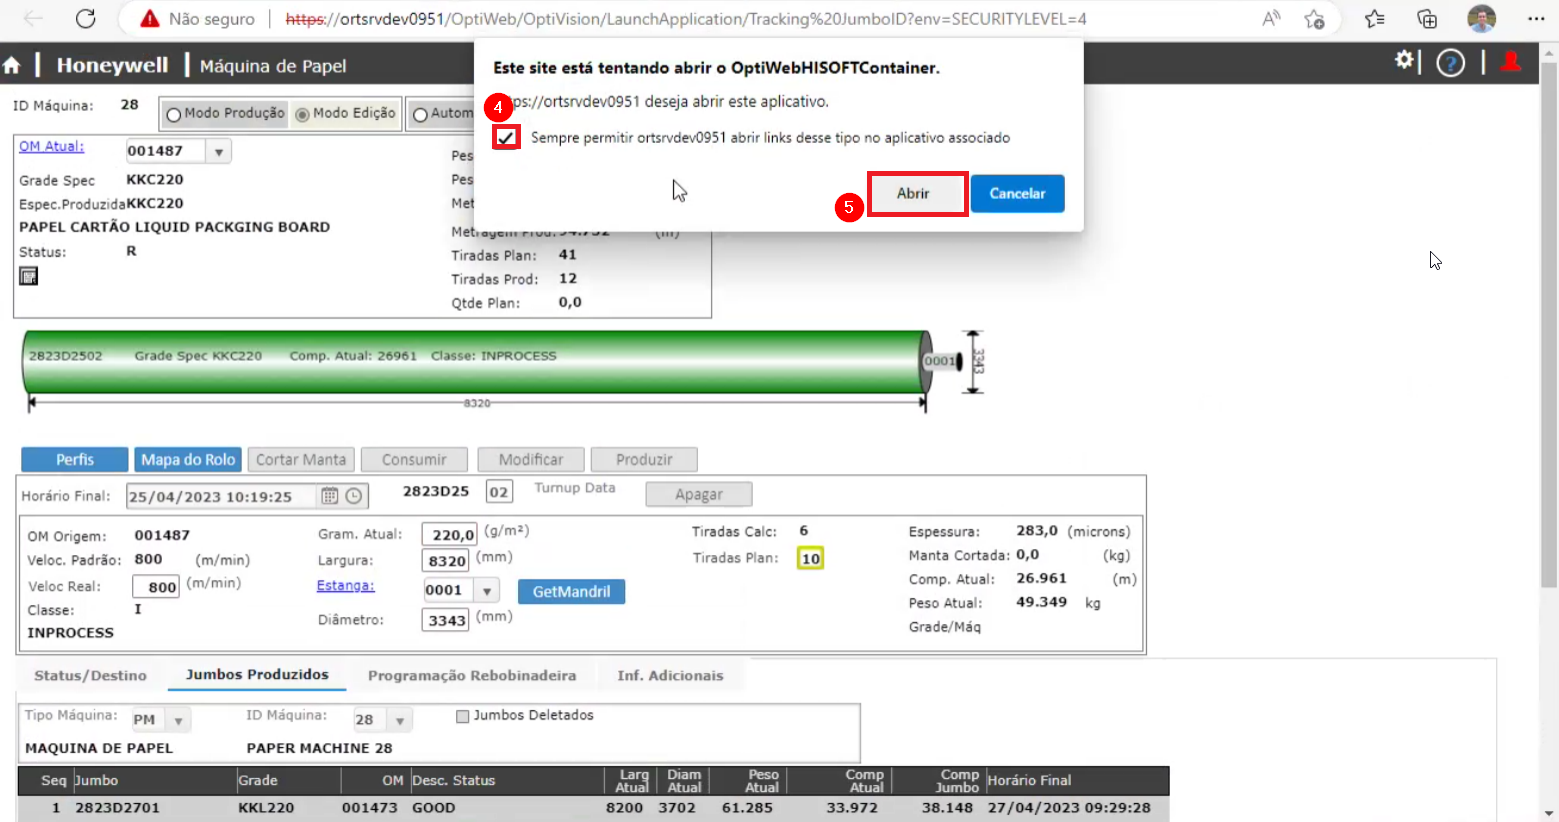 Não seguro
https://ortsrvdev0951/OptiWeb/OptiVision/LaunchApplication/Tracking%20JumboID?env=SECURITYLEVEL=4
Honeywell
Máquina de Papel
?
Este site está tentando abrir o OptiWebHISOFTContainer.
4
ps://ortsrvdev0951 deseja abrir este aplicativo.
Sempre permitir ortsrvdev0951 abrir links desse tipo no aplicativo associado
5
Abrir
Cancelar
ID Máquina: 28
Modo Produção
Modo Edição
Autom
OM Atual: 001487
Pes
Grade Spec KKC220
Pes
Espec.Produzida KKC220
Met
PAPEL CARTÃO LIQUID PACKGING BOARD
Metragem Prod: 94.752 (m)
Status: R
Tiradas Plan: 41
Tiradas Prod: 12
Qtde Plan: 0,0
2823D2502 Grade Spec KKC220 Comp. Atual: 26961 Classe: INPROCESS
0001
3343
8320
Perfis
Mapa do Rolo
Cortar Manta
Consumir
Modificar
Produzir
Horário Final: 25/04/2023 10:19:25
2823D25 02
Turnup Data
Apagar
OM Origem: 001487
Gram. Atual: 220,0 (g/m²)
Tiradas Calc: 6
Espessura: 283,0 (microns)
Veloc. Padrão: 800 (m/min)
Largura: 8320 (mm)
Tiradas Plan: 10
Manta Cortada: 0,0 (kg)
Veloc Real: 800 (m/min)
Estanga: 0001
GetMandril
Comp. Atual: 26.961 (m)
Classe: I
Diâmetro: 3343 (mm)
Peso Atual: 49.349 kg
INPROCESS
Grade/Máq
Status/Destino
Jumbos Produzidos
Programação Rebobinadeira
Inf. Adicionais
Tipo Máquina: PM
ID Máquina: 28
Jumbos Deletados
MAQUINA DE PAPEL
PAPER MACHINE 28
Seq Jumbo Grade OM Desc. Status Larg Atual Diam Atual Peso Atual Comp Atual Comp Jumbo Horário Final
1 2823D2701 KKL220 001473 GOOD 8200 3702 61.285 33.972 38.148 27/04/2023 09:29:28